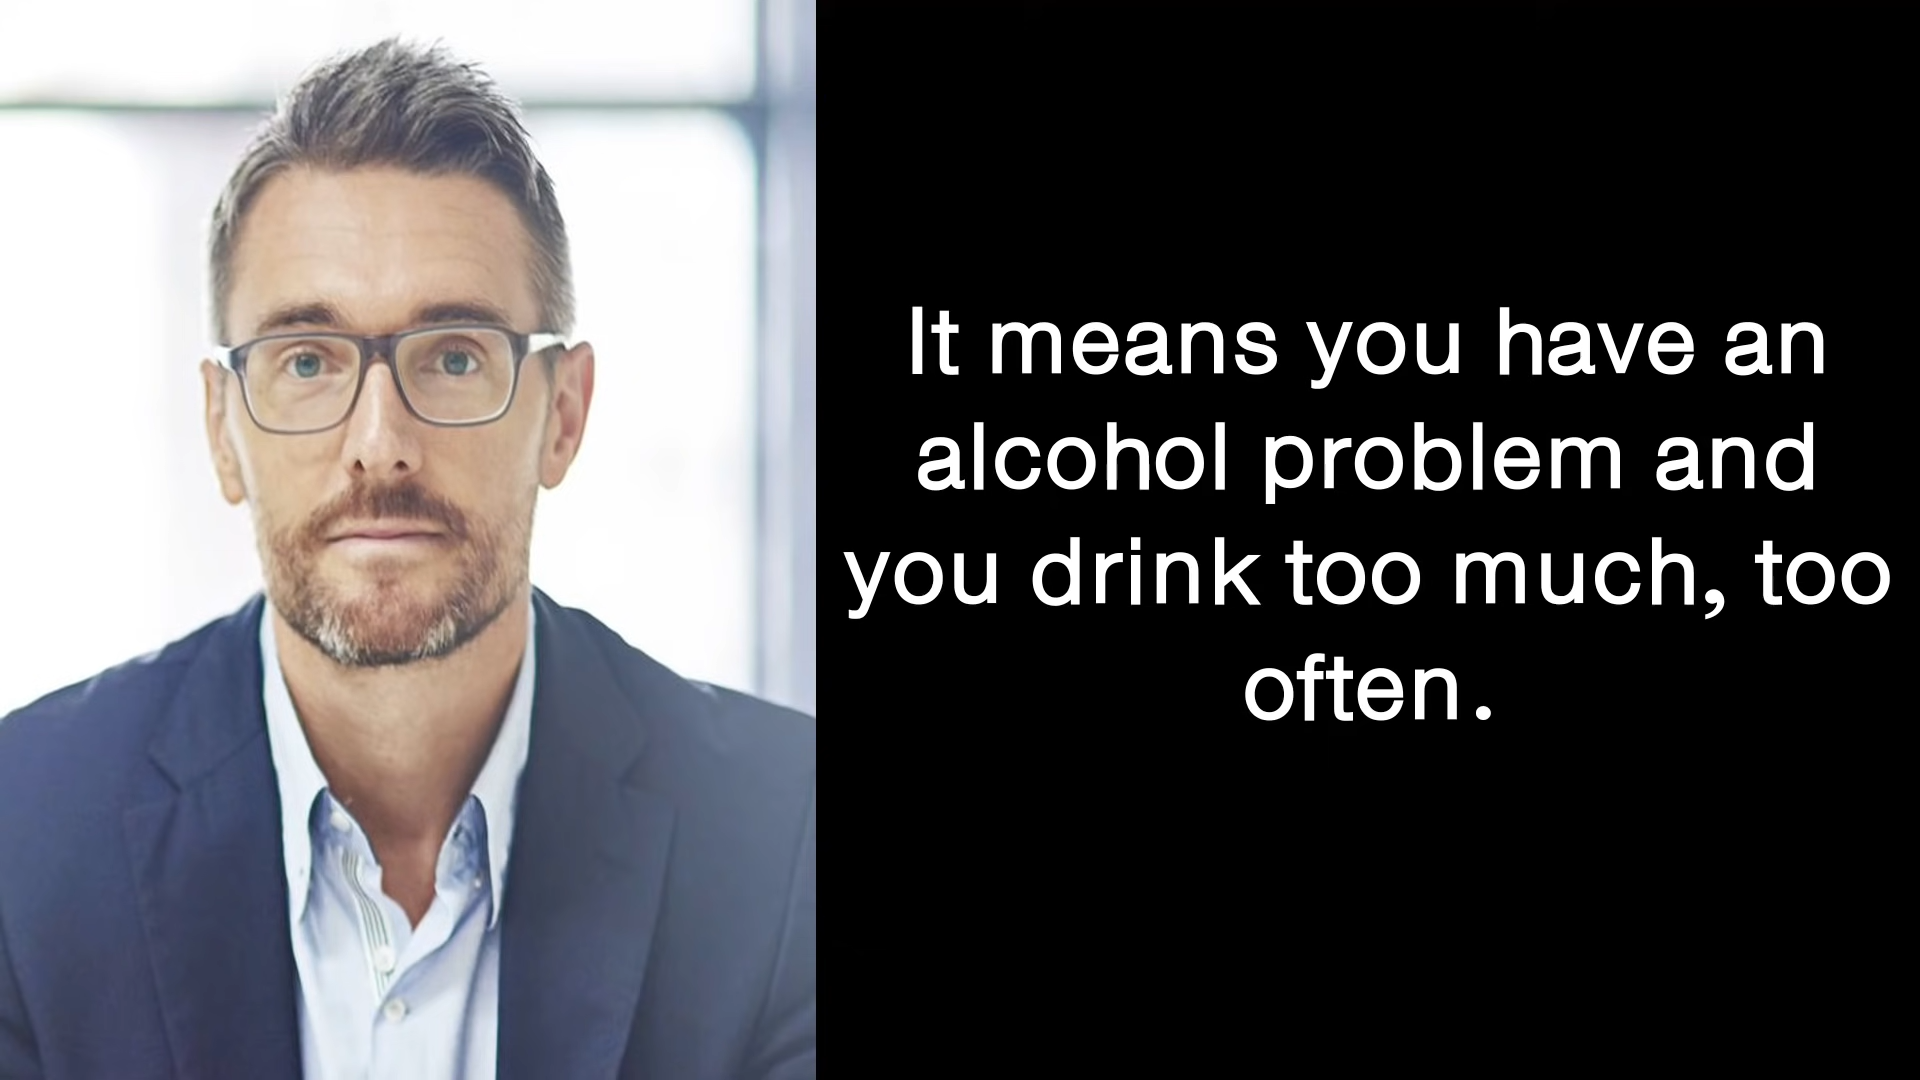 It means you have an
alcohol problem and
you drink too much, too
often.